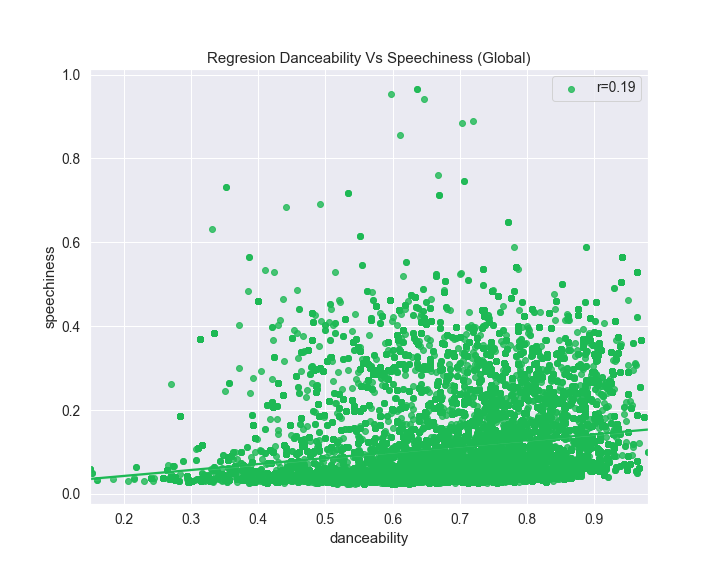 Regresion Danceability Vs Speechiness (Global)
r=0.19
1.0
0.8
0.6
0.4
0.2
0.0
speechiness
0.2 0.3 0.4 0.5 0.6 0.7 0.8 0.9
danceability